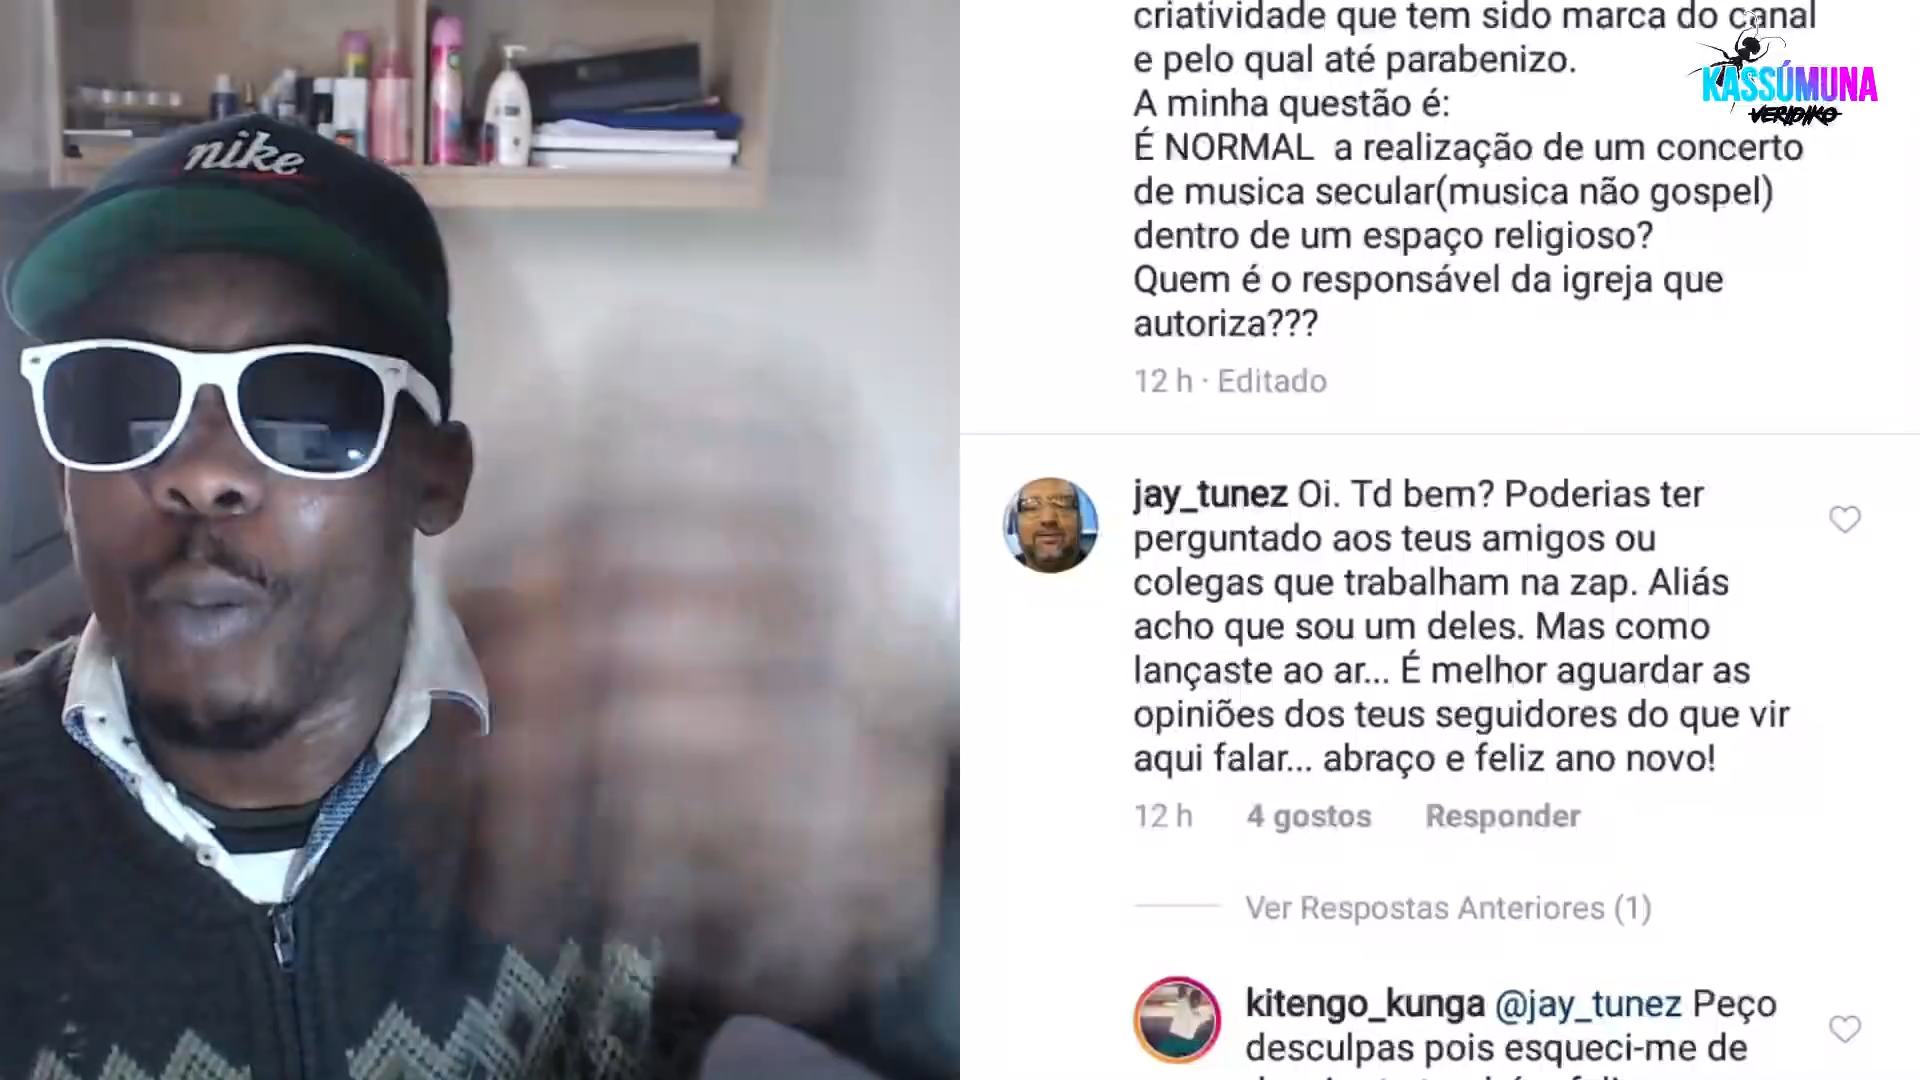 nike
criatividade que tem sido marca do canal
e pelo qual até parabenizo.
A minha questão é:
É NORMAL a realização de um concerto
de musica secular(musica não gospel)
dentro de um espaço religioso?
Quem é o responsável da igreja que
autoriza???
12 h · Editado
KASSÚMUNA
VERIDIKO
jay_tunez Oi. Td bem? Poderias ter
perguntado aos teus amigos ou
colegas que trabalham na zap. Aliás
acho que sou um deles. Mas como
lançaste ao ar... É melhor aguardar as
opiniões dos teus seguidores do que vir
aqui falar... abraço e feliz ano novo!
12 h 4 gostos Responder
Ver Respostas Anteriores (1)
kitengo_kunga @jay_tunez Peço
desculpas pois esqueci-me de